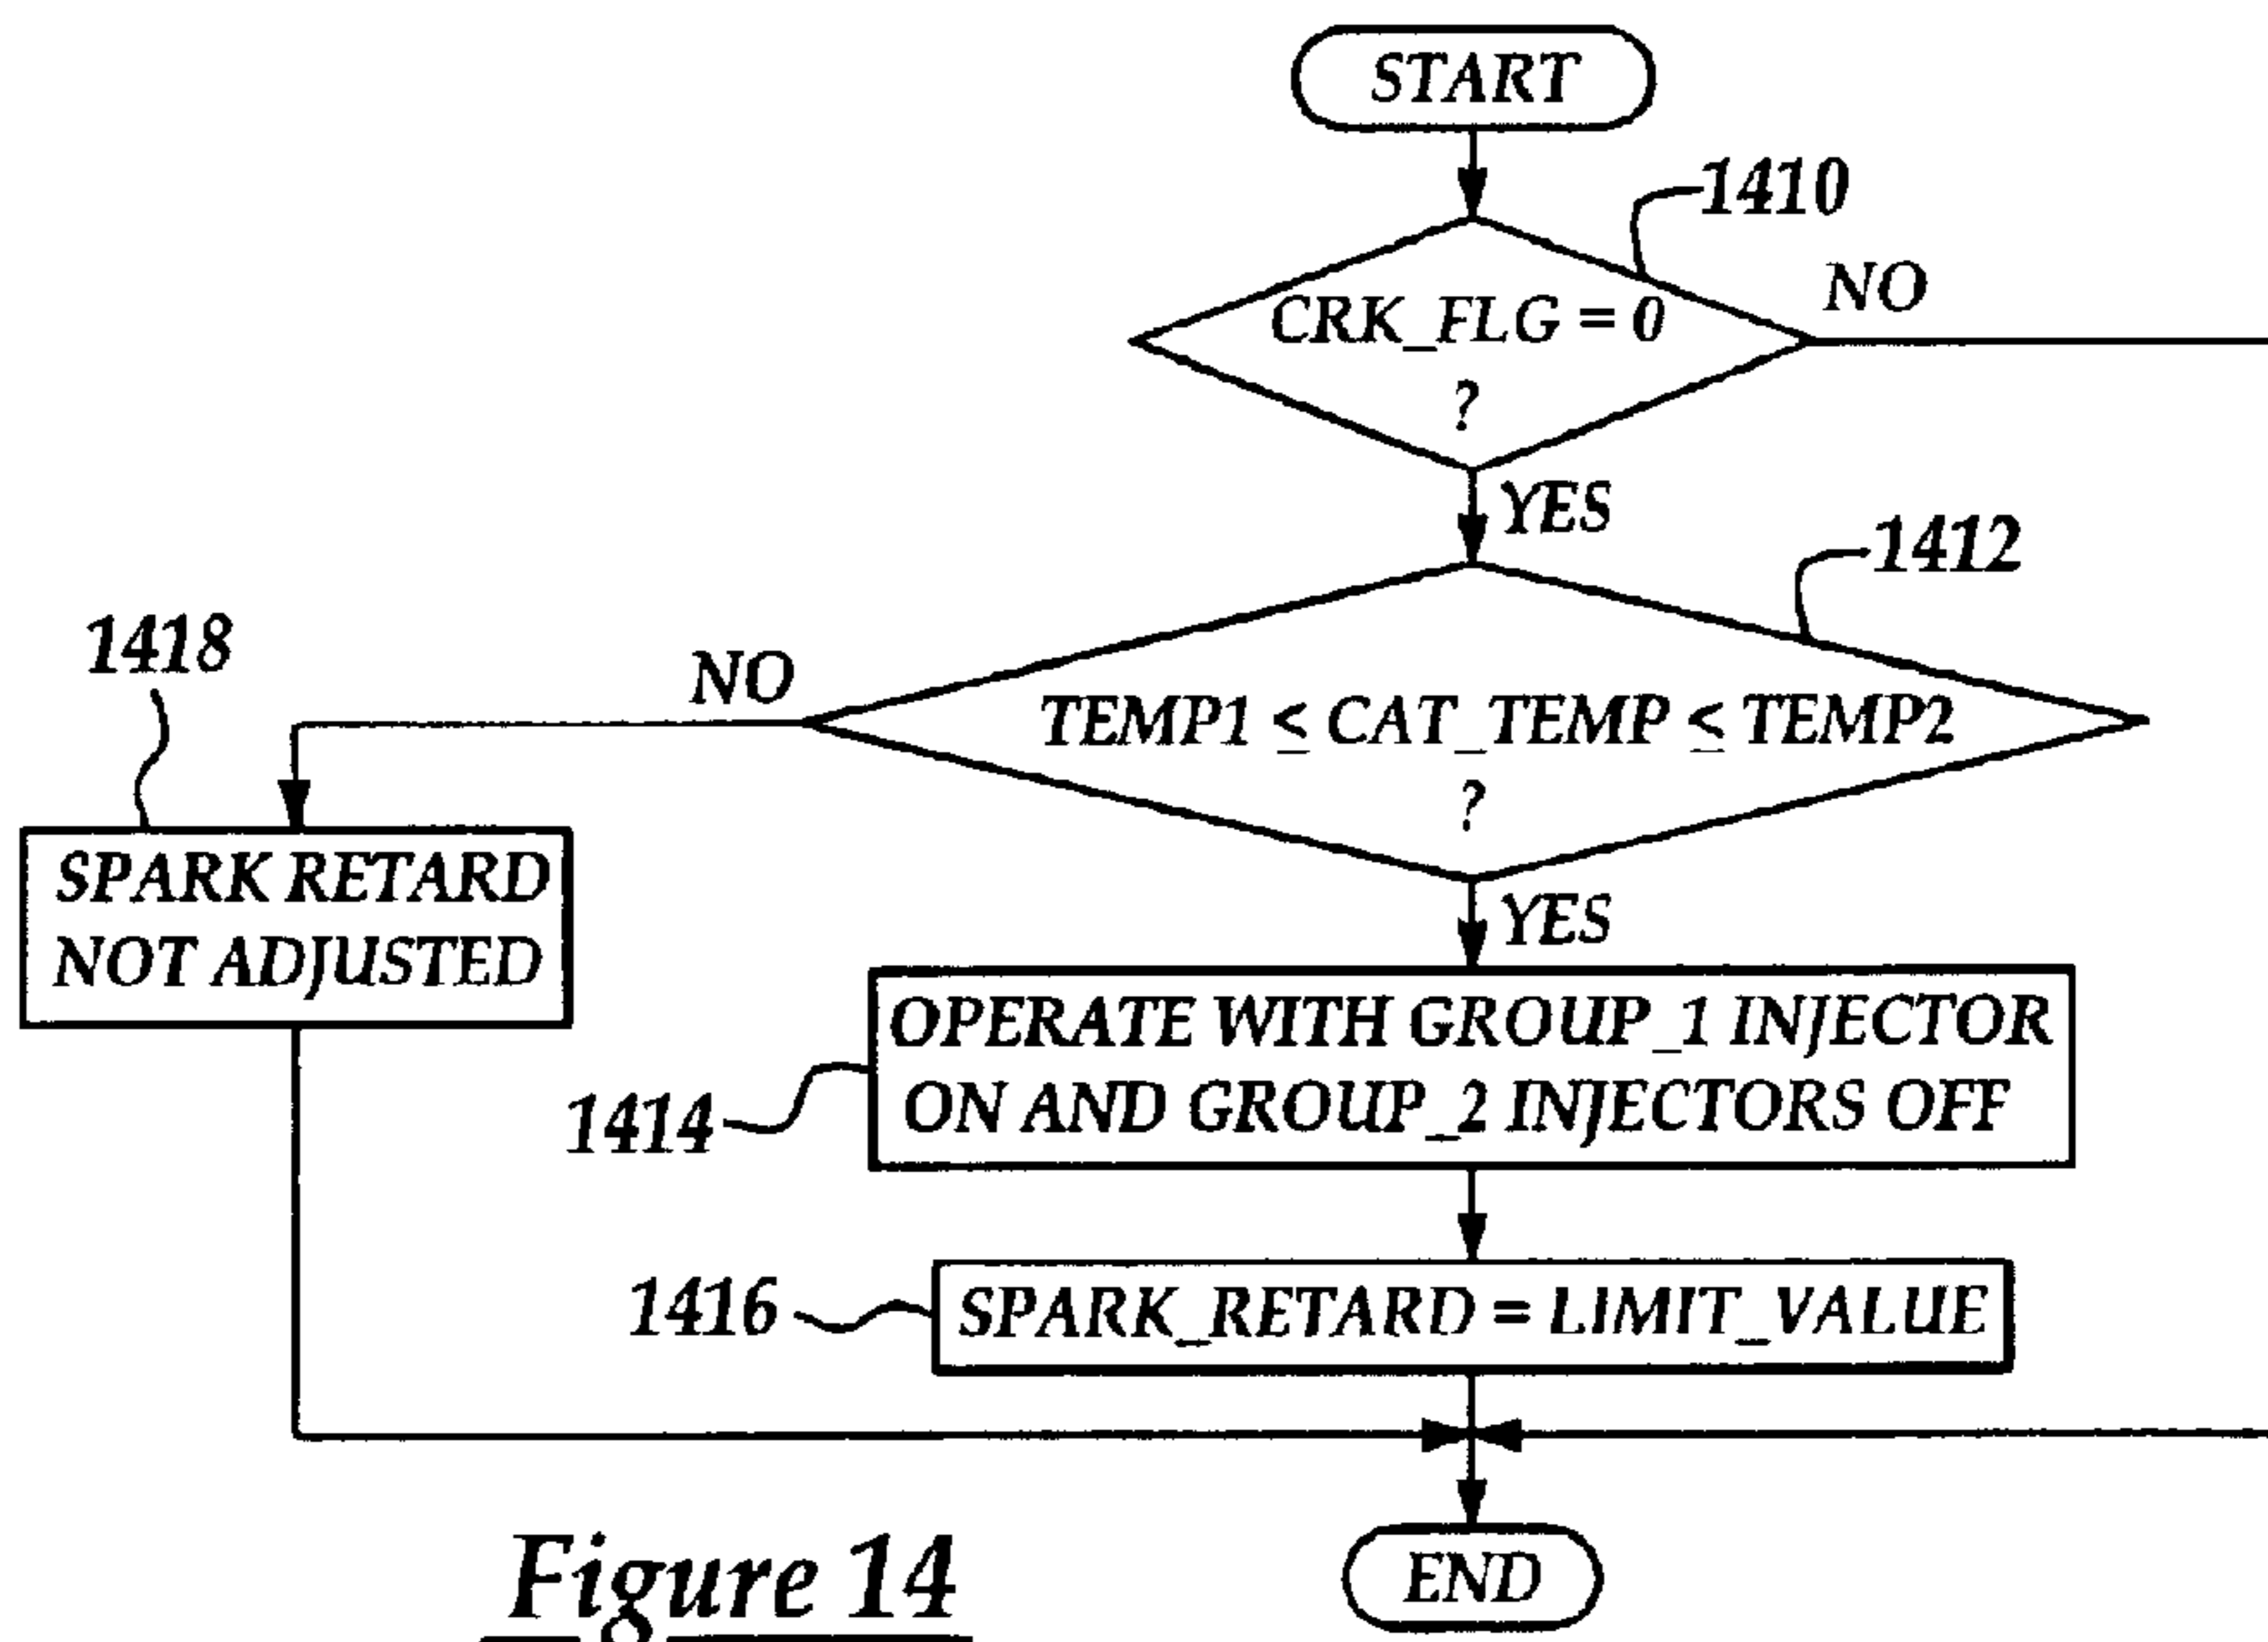 START
1410
CRK_FLG = 0
?
NO
YES
1412
1418
NO
TEMP1 ≤ CAT_TEMP ≤ TEMP2
?
SPARK RETARD
NOT ADJUSTED
YES
OPERATE WITH GROUP_1 INJECTOR
ON AND GROUP_2 INJECTORS OFF
1414
1416
SPARK_RETARD = LIMIT_VALUE
END
Figure 14